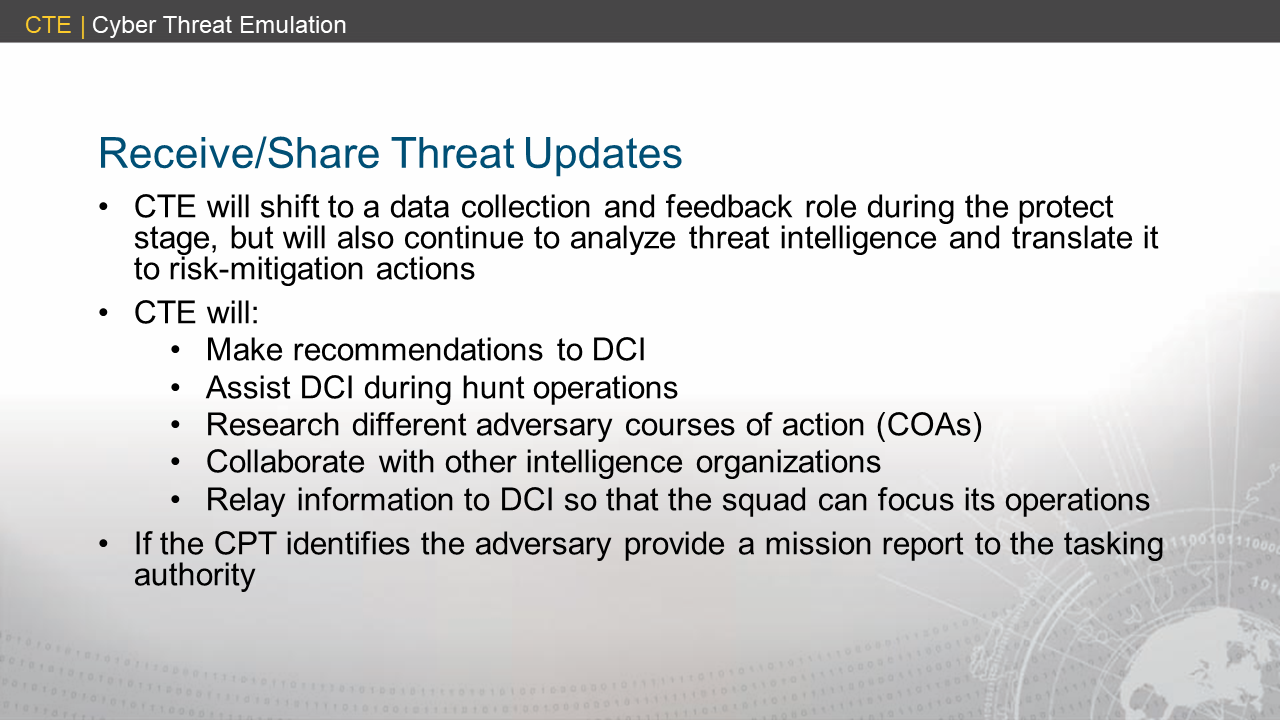 CTE | Cyber Threat Emulation
Receive/Share Threat Updates
• CTE will shift to a data collection and feedback role during the protect
stage, but will also continue to analyze threat intelligence and translate it
to risk-mitigation actions
• CTE will:
• Make recommendations to DCI
• Assist DCI during hunt operations
• Research different adversary courses of action (COAs)
• Collaborate with other intelligence organizations
• Relay information to DCI so that the squad can focus its operations
• If the CPT identifies the adversary provide a mission report to the tasking
authority